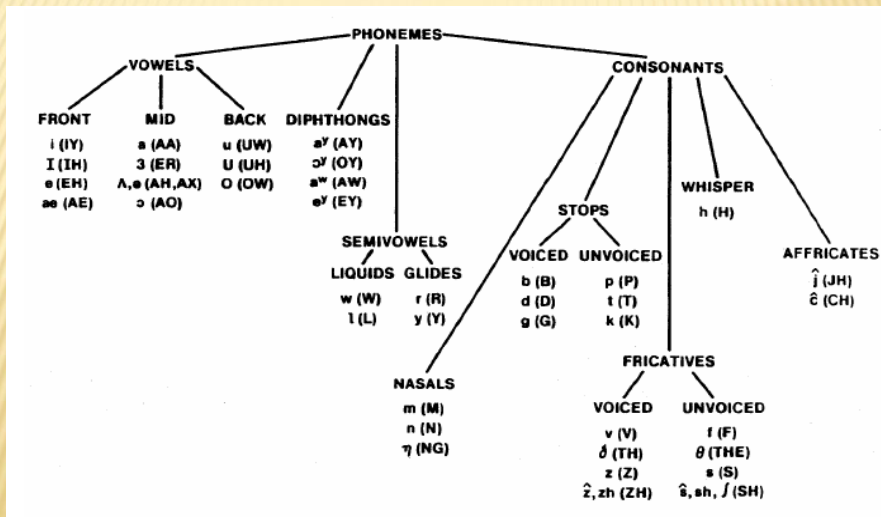 PHONEMES
VOWELS
CONSONANTS
FRONT MID BACK DIPHTHONGS
i (IY) a (AA) u (UW) aʸ (AY)
I (IH) 3 (ER) U (UH) ɔʸ (OY)
e (EH) Λ,ə (AH,AX) O (OW) aʷ (AW)
ae (AE) ɔ (AO) eʸ (EY)
WHISPER
h (H)
STOPS
SEMIVOWELS
VOICED UNVOICED
AFFRICATES
LIQUIDS GLIDES
b (B) p (P)
ĵ (JH)
w (W) r (R)
d (D) t (T)
ĉ (CH)
l (L) y (Y)
g (G) k (K)
FRICATIVES
NASALS
VOICED UNVOICED
m (M)
v (V) f (F)
n (N)
ð (TH) θ (THE)
η (NG)
z (Z) s (S)
ẑ, zh (ZH) ŝ, sh, ∫ (SH)